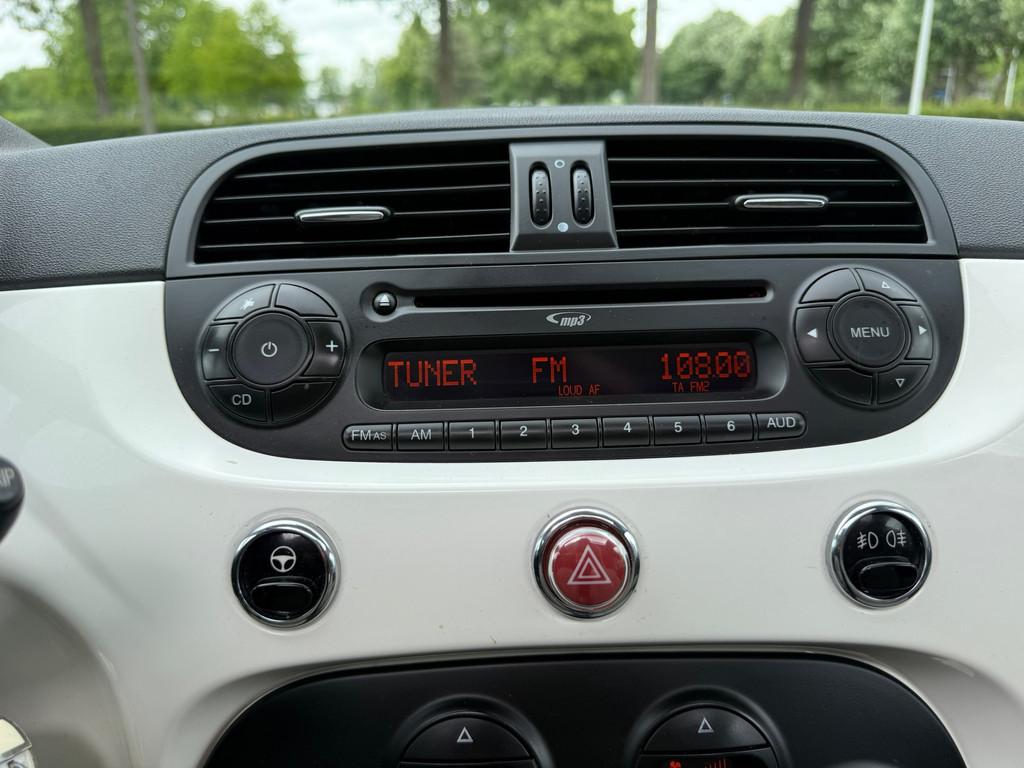 mp3
TUNER FM 108.00
LOUD AF TA FM2
MENU
− +
CD
FM AS AM 1 2 3 4 5 6 AUD